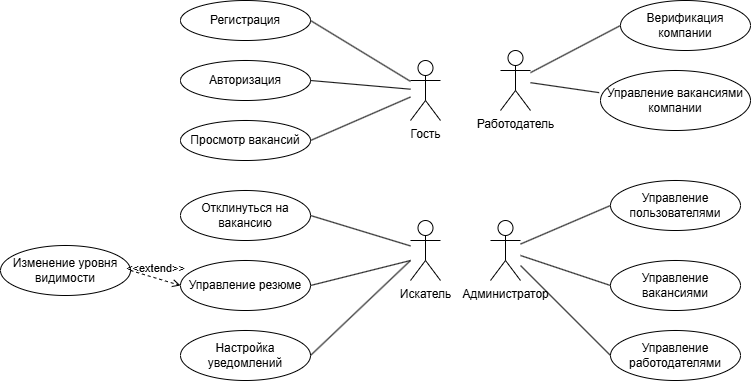 Регистрация
Авторизация
Просмотр вакансий
Гость
Верификация
компании
Управление вакансиями
компании
Работодатель
Отклинуться на
вакансию
Изменение уровня
видимости
<<extend>>
Управление резюме
Настройка
уведомлений
Искатель
Администратор
Управление
пользователями
Управление
вакансиями
Управление
работодателями